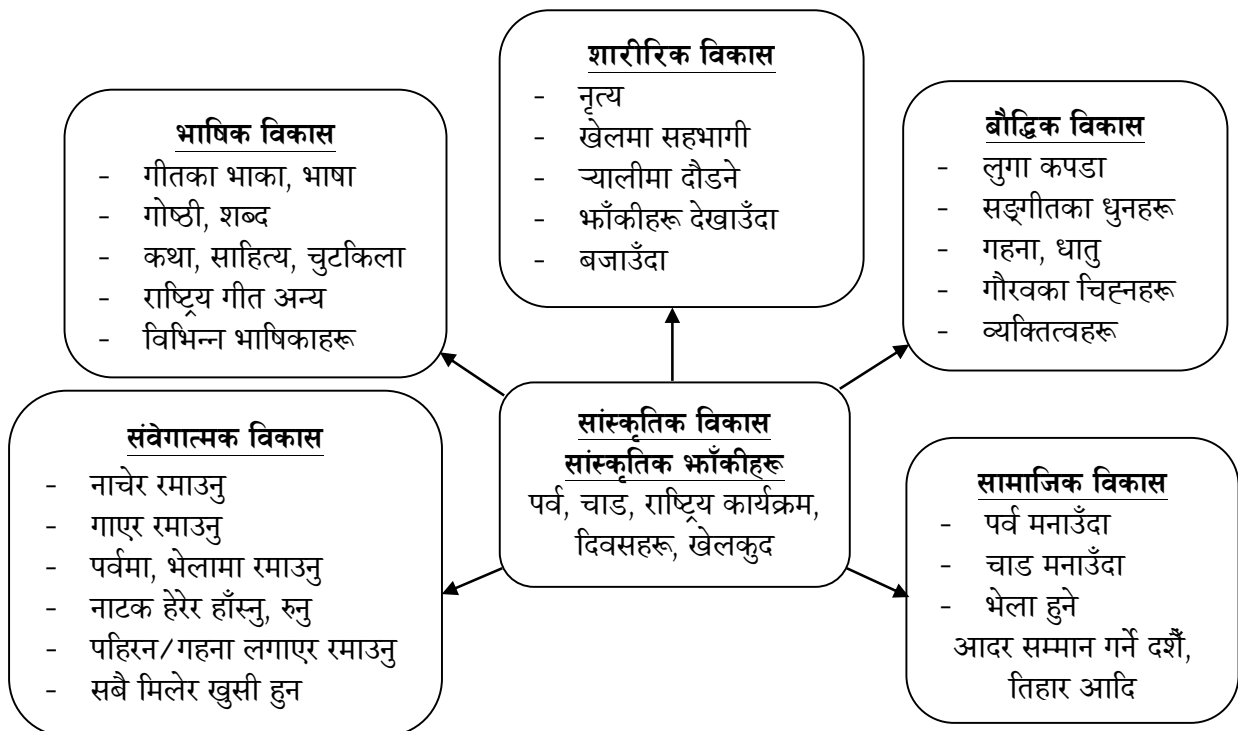 शारीरिक विकास
- नृत्य
- खेलमा सहभागी
- ऱ्यालीमा दौडने
- झाँकीहरू देखाउँदा
- बजाउँदा
भाषिक विकास
- गीतका भाका, भाषा
- गोष्ठी, शब्द
- कथा, साहित्य, चुटकिला
- राष्ट्रिय गीत अन्य
- विभिन्न भाषिकाहरू
बौद्धिक विकास
- लुगा कपडा
- सङ्गीतका धुनहरू
- गहना, धातु
- गौरवका चिह्नहरू
- व्यक्तित्वहरू
संवेगात्मक विकास
- नाचेर रमाउनु
- गाएर रमाउनु
- पर्वमा, भेलामा रमाउनु
- नाटक हेरेर हाँस्नु, रुनु
- पहिरन/गहना लगाएर रमाउनु
- सबै मिलेर खुसी हुन
सांस्कृतिक विकास
सांस्कृतिक झाँकीहरू
पर्व, चाड, राष्ट्रिय कार्यक्रम,
दिवसहरू, खेलकुद
सामाजिक विकास
- पर्व मनाउँदा
- चाड मनाउँदा
- भेला हुने
आदर सम्मान गर्ने दशैँ,
तिहार आदि